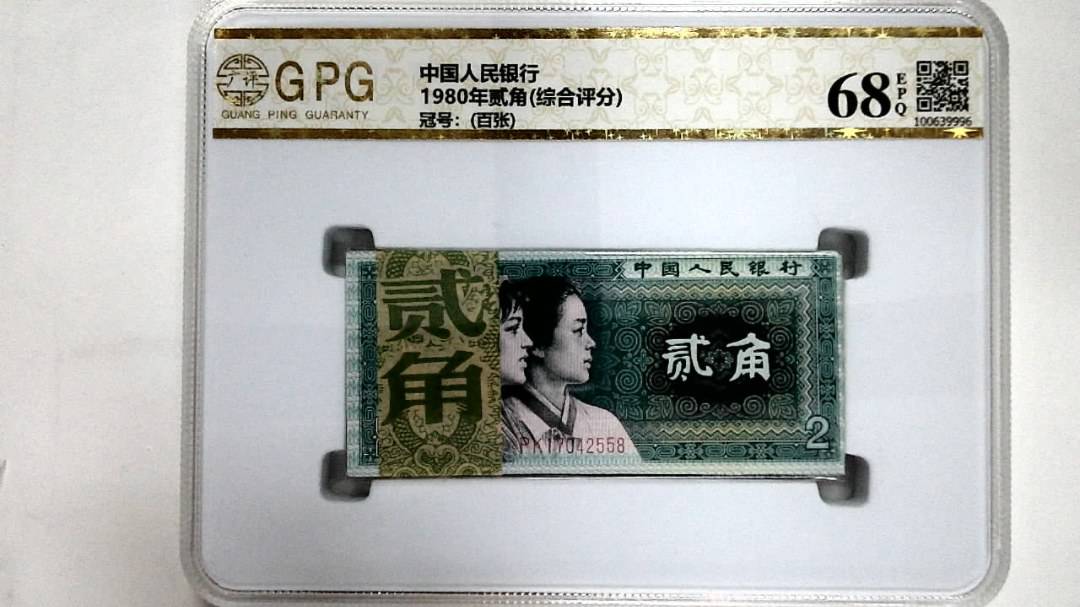 广评
GPG
GUANG PING GUARANTY
中国人民银行
1980年贰角(综合评分)
冠号：(百张)
68
EPQ
100639996
贰角
中国人民银行
贰角
PK17042558
2